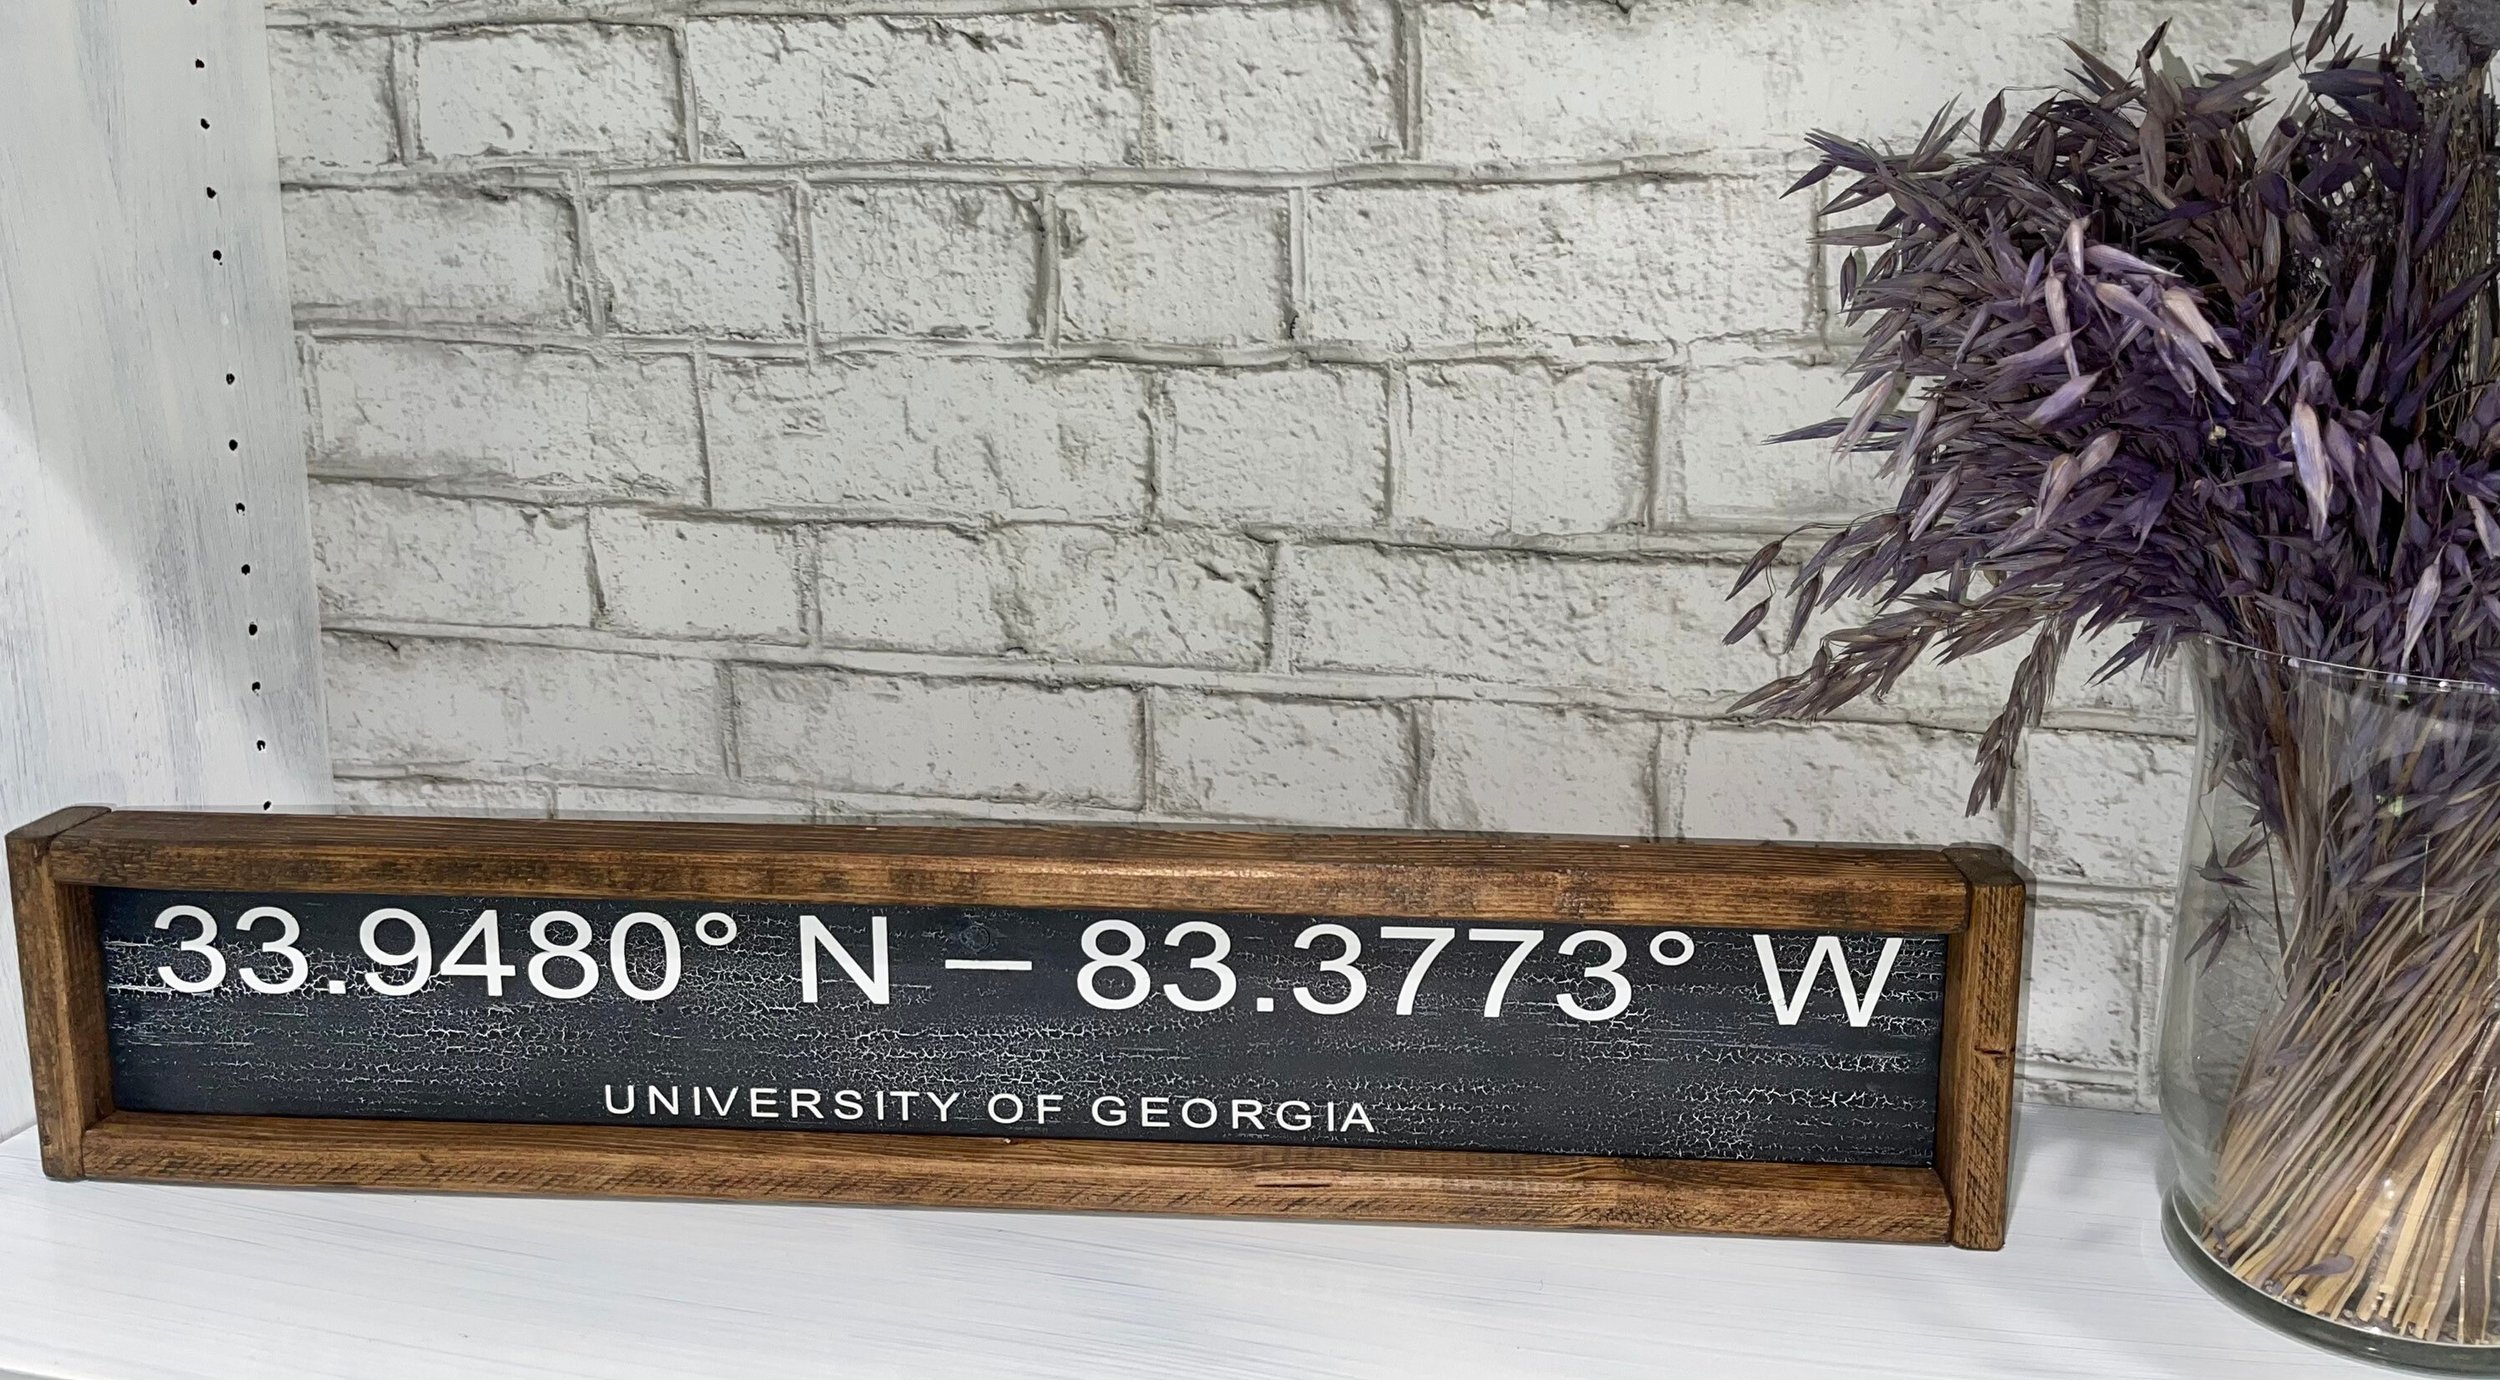 33.9480° N – 83.3773° W
UNIVERSITY OF GEORGIA